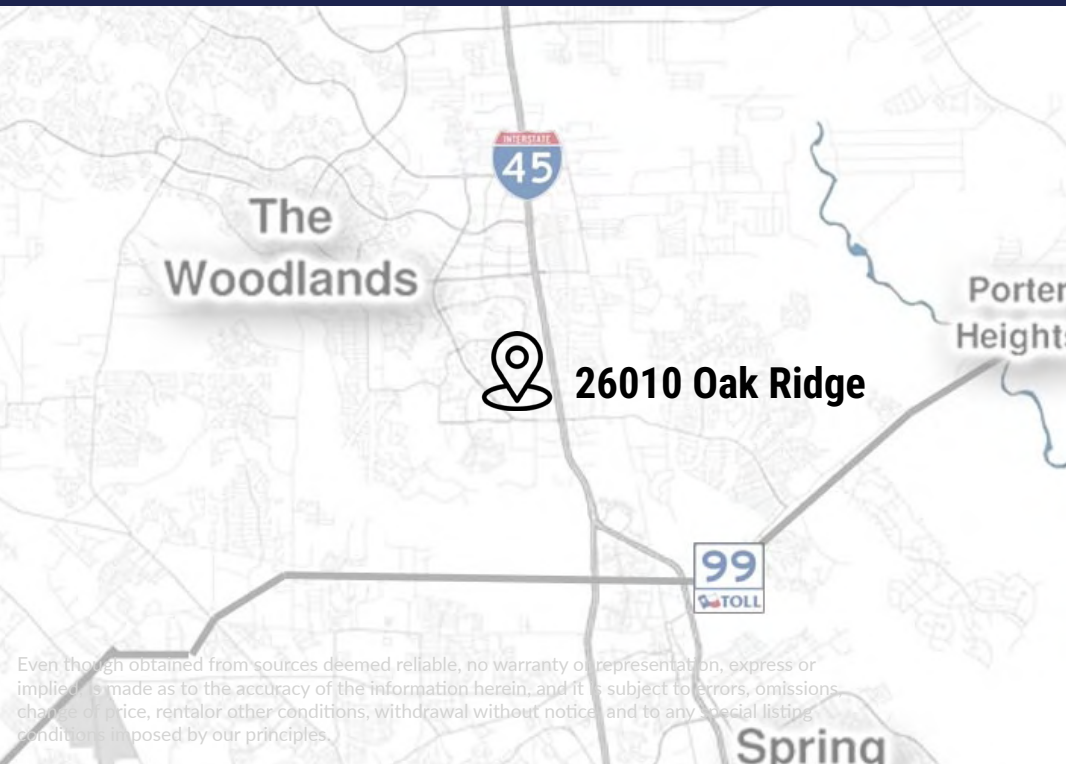 INTERSTATE
45
The
Woodlands
Porter
Heights
26010 Oak Ridge
99
TOLL
Even though obtained from sources deemed reliable, no warranty or representation, express or
implied, is made as to the accuracy of the information herein, and it is subject to errors, omissions,
change of price, rentalor other conditions, withdrawal without notice, and to any special listing
conditions imposed by our principles.
Spring